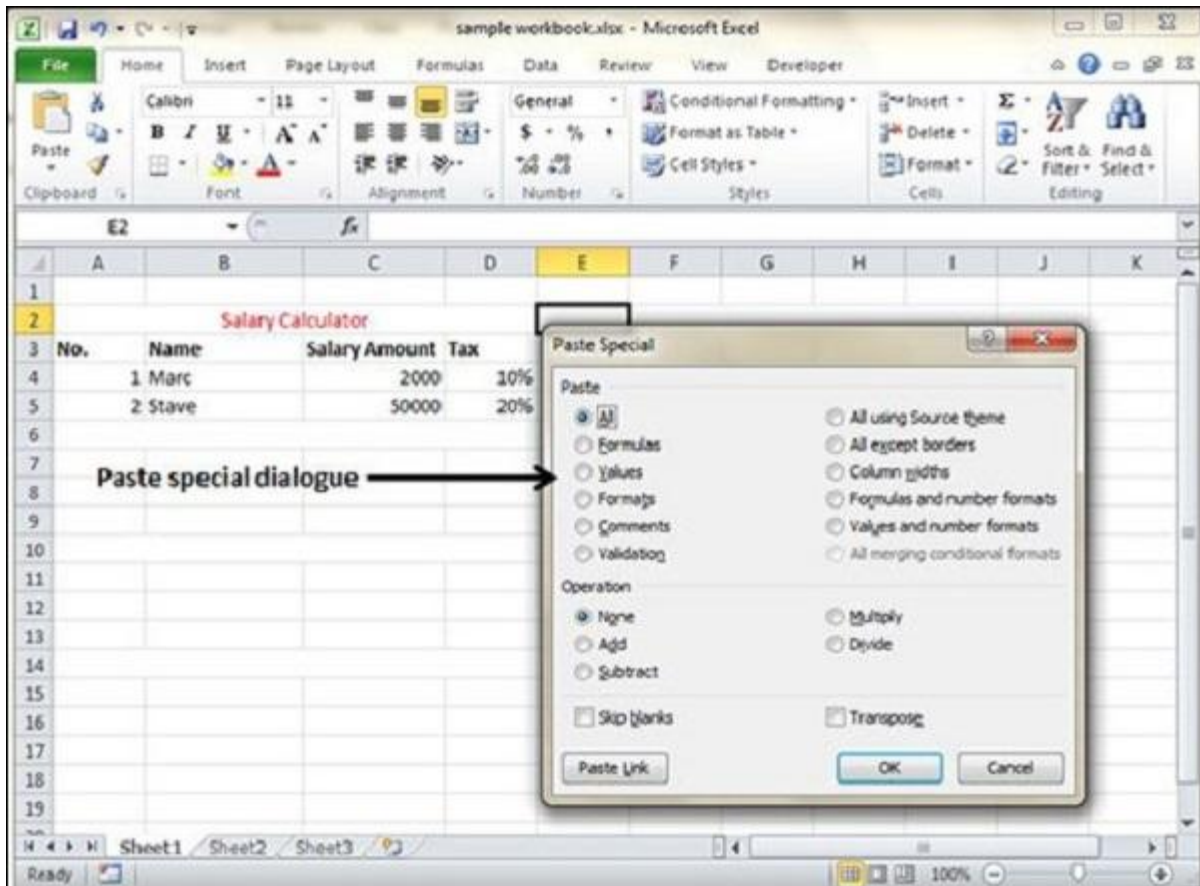 sample workbook.xlsx - Microsoft Excel
File Home Insert Page Layout Formulas Data Review View Developer
Calibri 11 General Conditional Formatting Insert Σ
B I U A A $ % , Format as Table Delete
Paste A Cell Styles Format Sort & Filter Find & Select
Clipboard Font Alignment Number Styles Cells Editing
E2 fx
A B C D E F G H I J K
1
2 Salary Calculator
3 No. Name Salary Amount Tax
4 1 Marc 2000 10%
5 2 Stave 50000 20%
6
7
8
9
10
11
12
13
14
15
16
17
18
19
Paste special dialogue
Paste Special
Paste
All All using Source theme
Formulas All except borders
Values Column widths
Formats Formulas and number formats
Comments Values and number formats
Validation All merging conditional formats
Operation
None Multiply
Add Divide
Subtract
Skip blanks Transpose
Paste Link OK Cancel
Sheet1 Sheet2 Sheet3
Ready 100%